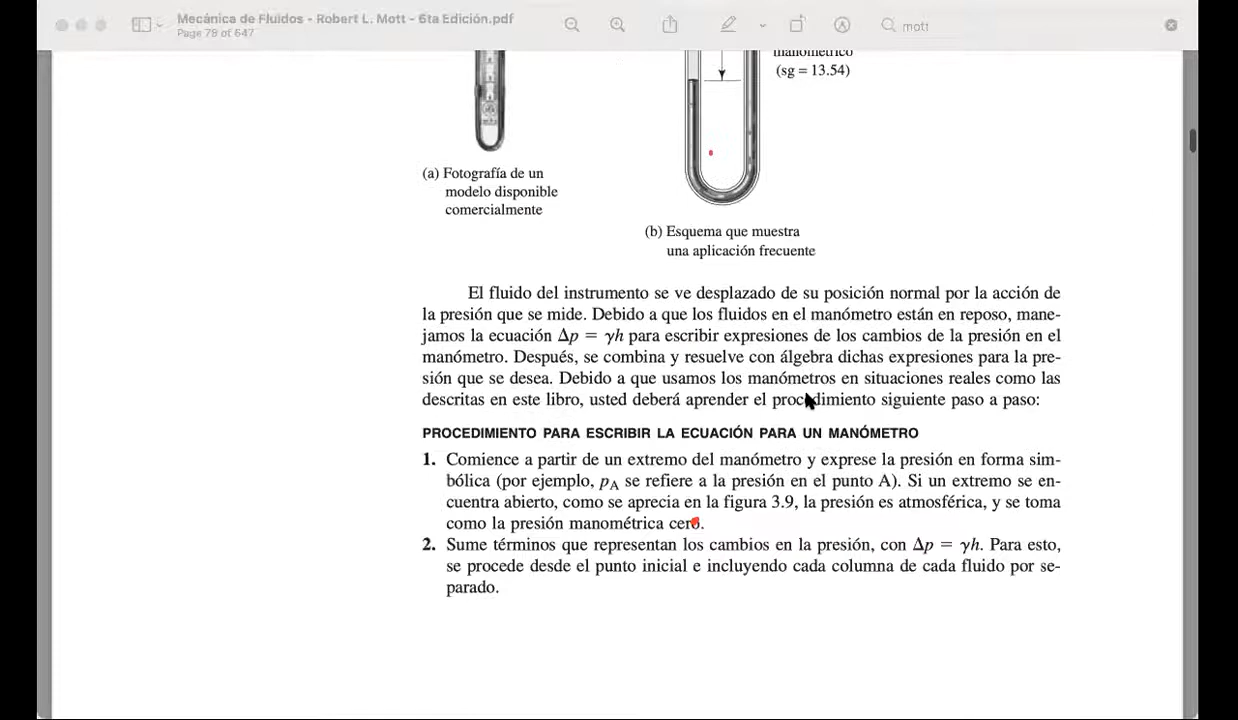 Mecánica de Fluidos - Robert L. Mott - 6ta Edición.pdf
Page 79 of 647
mott
manométrico
(sg = 13.54)
(a) Fotografía de un
modelo disponible
comercialmente
(b) Esquema que muestra
una aplicación frecuente
El fluido del instrumento se ve desplazado de su posición normal por la acción de
la presión que se mide. Debido a que los fluidos en el manómetro están en reposo, mane-
jamos la ecuación Δp = γh para escribir expresiones de los cambios de la presión en el
manómetro. Después, se combina y resuelve con álgebra dichas expresiones para la pre-
sión que se desea. Debido a que usamos los manómetros en situaciones reales como las
descritas en este libro, usted deberá aprender el procedimiento siguiente paso a paso:
PROCEDIMIENTO PARA ESCRIBIR LA ECUACIÓN PARA UN MANÓMETRO
1. Comience a partir de un extremo del manómetro y exprese la presión en forma sim-
bólica (por ejemplo, pA se refiere a la presión en el punto A). Si un extremo se en-
cuentra abierto, como se aprecia en la figura 3.9, la presión es atmosférica, y se toma
como la presión manométrica cero.
2. Sume términos que representan los cambios en la presión, con Δp = γh. Para esto,
se procede desde el punto inicial e incluyendo cada columna de cada fluido por se-
parado.